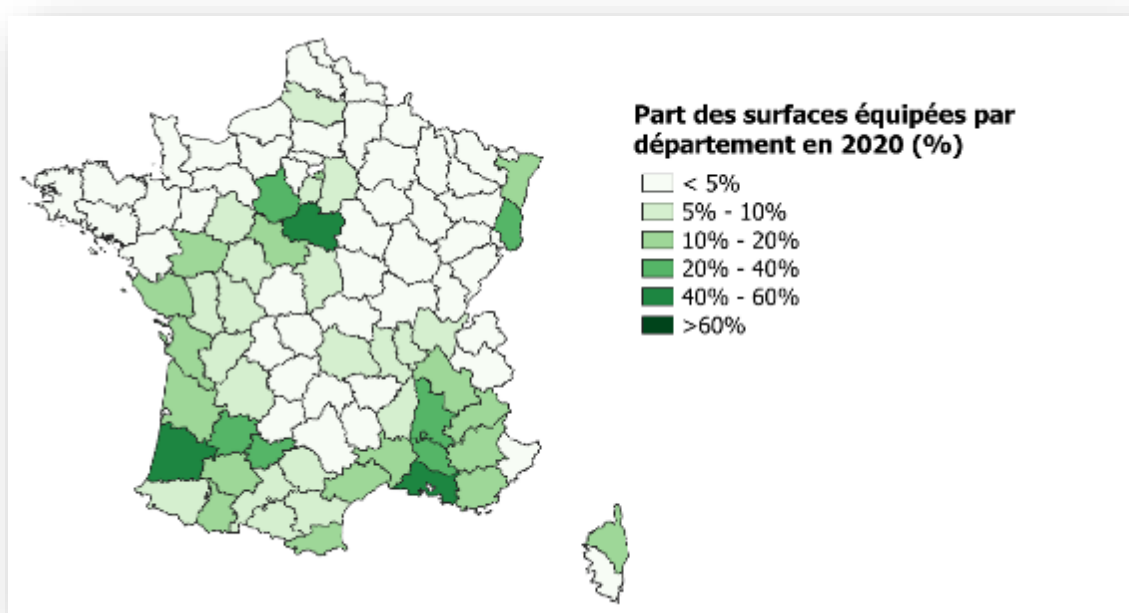 Part des surfaces équipées par
département en 2020 (%)
< 5%
5% - 10%
10% - 20%
20% - 40%
40% - 60%
>60%